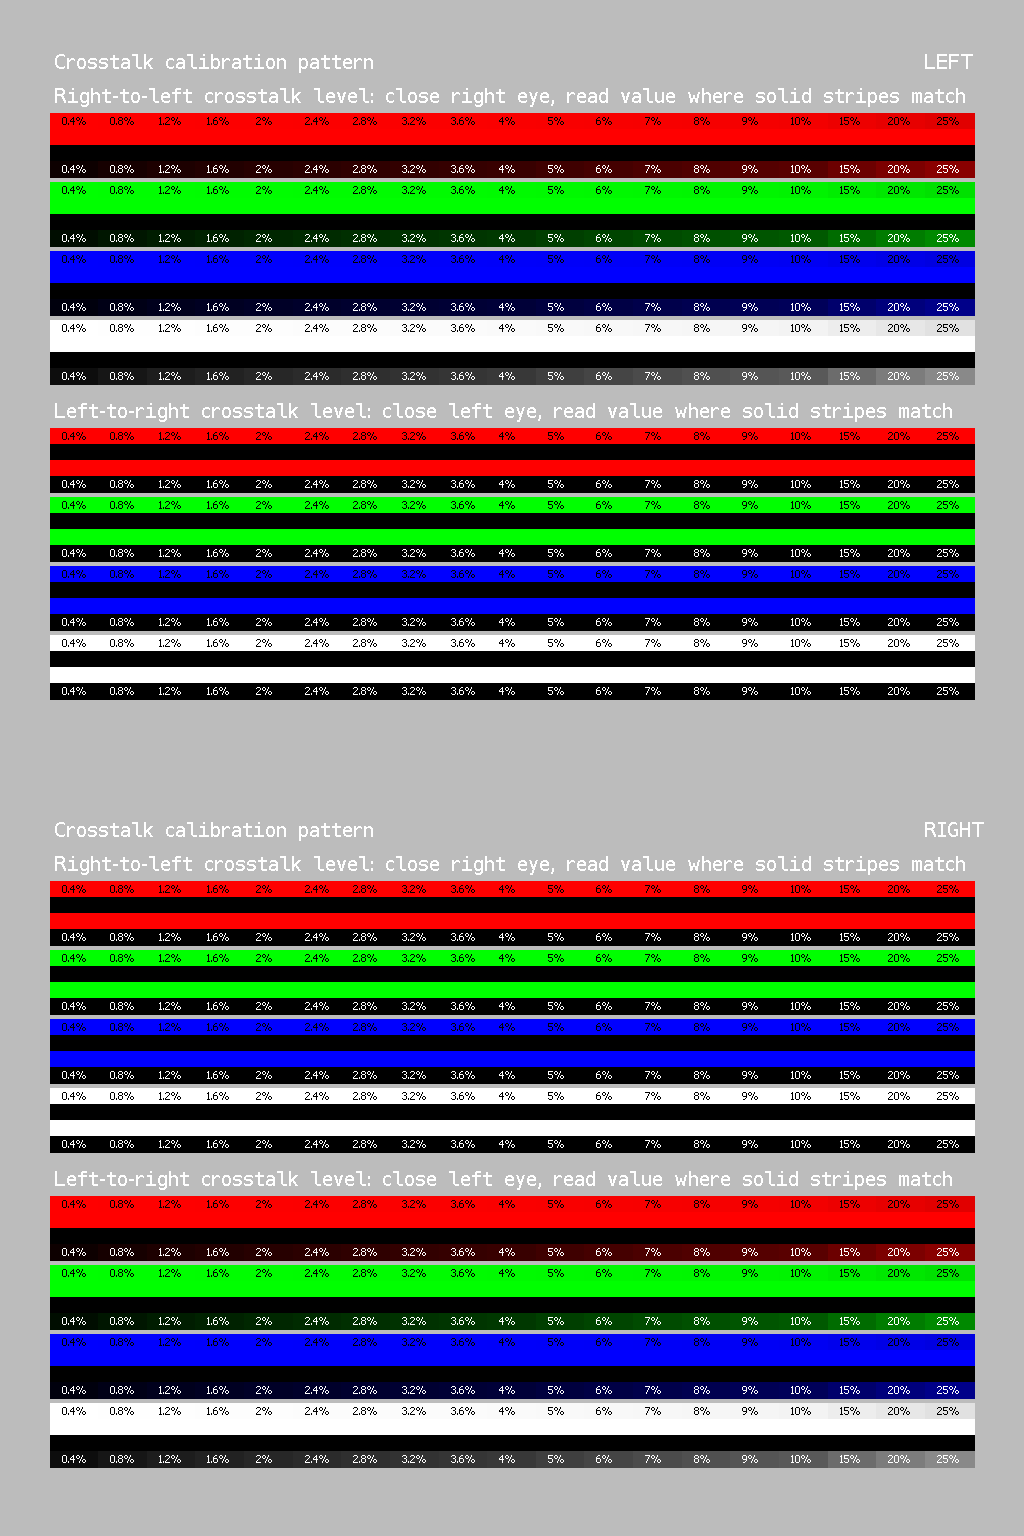 Crosstalk calibration pattern LEFT
Right-to-left crosstalk level: close right eye, read value where solid stripes match
0.4% 0.8% 1.2% 1.6% 2% 2.4% 2.8% 3.2% 3.6% 4% 5% 6% 7% 8% 9% 10% 15% 20% 25%
0.4% 0.8% 1.2% 1.6% 2% 2.4% 2.8% 3.2% 3.6% 4% 5% 6% 7% 8% 9% 10% 15% 20% 25%
0.4% 0.8% 1.2% 1.6% 2% 2.4% 2.8% 3.2% 3.6% 4% 5% 6% 7% 8% 9% 10% 15% 20% 25%
0.4% 0.8% 1.2% 1.6% 2% 2.4% 2.8% 3.2% 3.6% 4% 5% 6% 7% 8% 9% 10% 15% 20% 25%
0.4% 0.8% 1.2% 1.6% 2% 2.4% 2.8% 3.2% 3.6% 4% 5% 6% 7% 8% 9% 10% 15% 20% 25%
0.4% 0.8% 1.2% 1.6% 2% 2.4% 2.8% 3.2% 3.6% 4% 5% 6% 7% 8% 9% 10% 15% 20% 25%
0.4% 0.8% 1.2% 1.6% 2% 2.4% 2.8% 3.2% 3.6% 4% 5% 6% 7% 8% 9% 10% 15% 20% 25%
0.4% 0.8% 1.2% 1.6% 2% 2.4% 2.8% 3.2% 3.6% 4% 5% 6% 7% 8% 9% 10% 15% 20% 25%
Left-to-right crosstalk level: close left eye, read value where solid stripes match
0.4% 0.8% 1.2% 1.6% 2% 2.4% 2.8% 3.2% 3.6% 4% 5% 6% 7% 8% 9% 10% 15% 20% 25%
0.4% 0.8% 1.2% 1.6% 2% 2.4% 2.8% 3.2% 3.6% 4% 5% 6% 7% 8% 9% 10% 15% 20% 25%
0.4% 0.8% 1.2% 1.6% 2% 2.4% 2.8% 3.2% 3.6% 4% 5% 6% 7% 8% 9% 10% 15% 20% 25%
0.4% 0.8% 1.2% 1.6% 2% 2.4% 2.8% 3.2% 3.6% 4% 5% 6% 7% 8% 9% 10% 15% 20% 25%
0.4% 0.8% 1.2% 1.6% 2% 2.4% 2.8% 3.2% 3.6% 4% 5% 6% 7% 8% 9% 10% 15% 20% 25%
0.4% 0.8% 1.2% 1.6% 2% 2.4% 2.8% 3.2% 3.6% 4% 5% 6% 7% 8% 9% 10% 15% 20% 25%
0.4% 0.8% 1.2% 1.6% 2% 2.4% 2.8% 3.2% 3.6% 4% 5% 6% 7% 8% 9% 10% 15% 20% 25%
0.4% 0.8% 1.2% 1.6% 2% 2.4% 2.8% 3.2% 3.6% 4% 5% 6% 7% 8% 9% 10% 15% 20% 25%
Crosstalk calibration pattern RIGHT
Right-to-left crosstalk level: close right eye, read value where solid stripes match
0.4% 0.8% 1.2% 1.6% 2% 2.4% 2.8% 3.2% 3.6% 4% 5% 6% 7% 8% 9% 10% 15% 20% 25%
0.4% 0.8% 1.2% 1.6% 2% 2.4% 2.8% 3.2% 3.6% 4% 5% 6% 7% 8% 9% 10% 15% 20% 25%
0.4% 0.8% 1.2% 1.6% 2% 2.4% 2.8% 3.2% 3.6% 4% 5% 6% 7% 8% 9% 10% 15% 20% 25%
0.4% 0.8% 1.2% 1.6% 2% 2.4% 2.8% 3.2% 3.6% 4% 5% 6% 7% 8% 9% 10% 15% 20% 25%
0.4% 0.8% 1.2% 1.6% 2% 2.4% 2.8% 3.2% 3.6% 4% 5% 6% 7% 8% 9% 10% 15% 20% 25%
0.4% 0.8% 1.2% 1.6% 2% 2.4% 2.8% 3.2% 3.6% 4% 5% 6% 7% 8% 9% 10% 15% 20% 25%
0.4% 0.8% 1.2% 1.6% 2% 2.4% 2.8% 3.2% 3.6% 4% 5% 6% 7% 8% 9% 10% 15% 20% 25%
0.4% 0.8% 1.2% 1.6% 2% 2.4% 2.8% 3.2% 3.6% 4% 5% 6% 7% 8% 9% 10% 15% 20% 25%
Left-to-right crosstalk level: close left eye, read value where solid stripes match
0.4% 0.8% 1.2% 1.6% 2% 2.4% 2.8% 3.2% 3.6% 4% 5% 6% 7% 8% 9% 10% 15% 20% 25%
0.4% 0.8% 1.2% 1.6% 2% 2.4% 2.8% 3.2% 3.6% 4% 5% 6% 7% 8% 9% 10% 15% 20% 25%
0.4% 0.8% 1.2% 1.6% 2% 2.4% 2.8% 3.2% 3.6% 4% 5% 6% 7% 8% 9% 10% 15% 20% 25%
0.4% 0.8% 1.2% 1.6% 2% 2.4% 2.8% 3.2% 3.6% 4% 5% 6% 7% 8% 9% 10% 15% 20% 25%
0.4% 0.8% 1.2% 1.6% 2% 2.4% 2.8% 3.2% 3.6% 4% 5% 6% 7% 8% 9% 10% 15% 20% 25%
0.4% 0.8% 1.2% 1.6% 2% 2.4% 2.8% 3.2% 3.6% 4% 5% 6% 7% 8% 9% 10% 15% 20% 25%
0.4% 0.8% 1.2% 1.6% 2% 2.4% 2.8% 3.2% 3.6% 4% 5% 6% 7% 8% 9% 10% 15% 20% 25%
0.4% 0.8% 1.2% 1.6% 2% 2.4% 2.8% 3.2% 3.6% 4% 5% 6% 7% 8% 9% 10% 15% 20% 25%